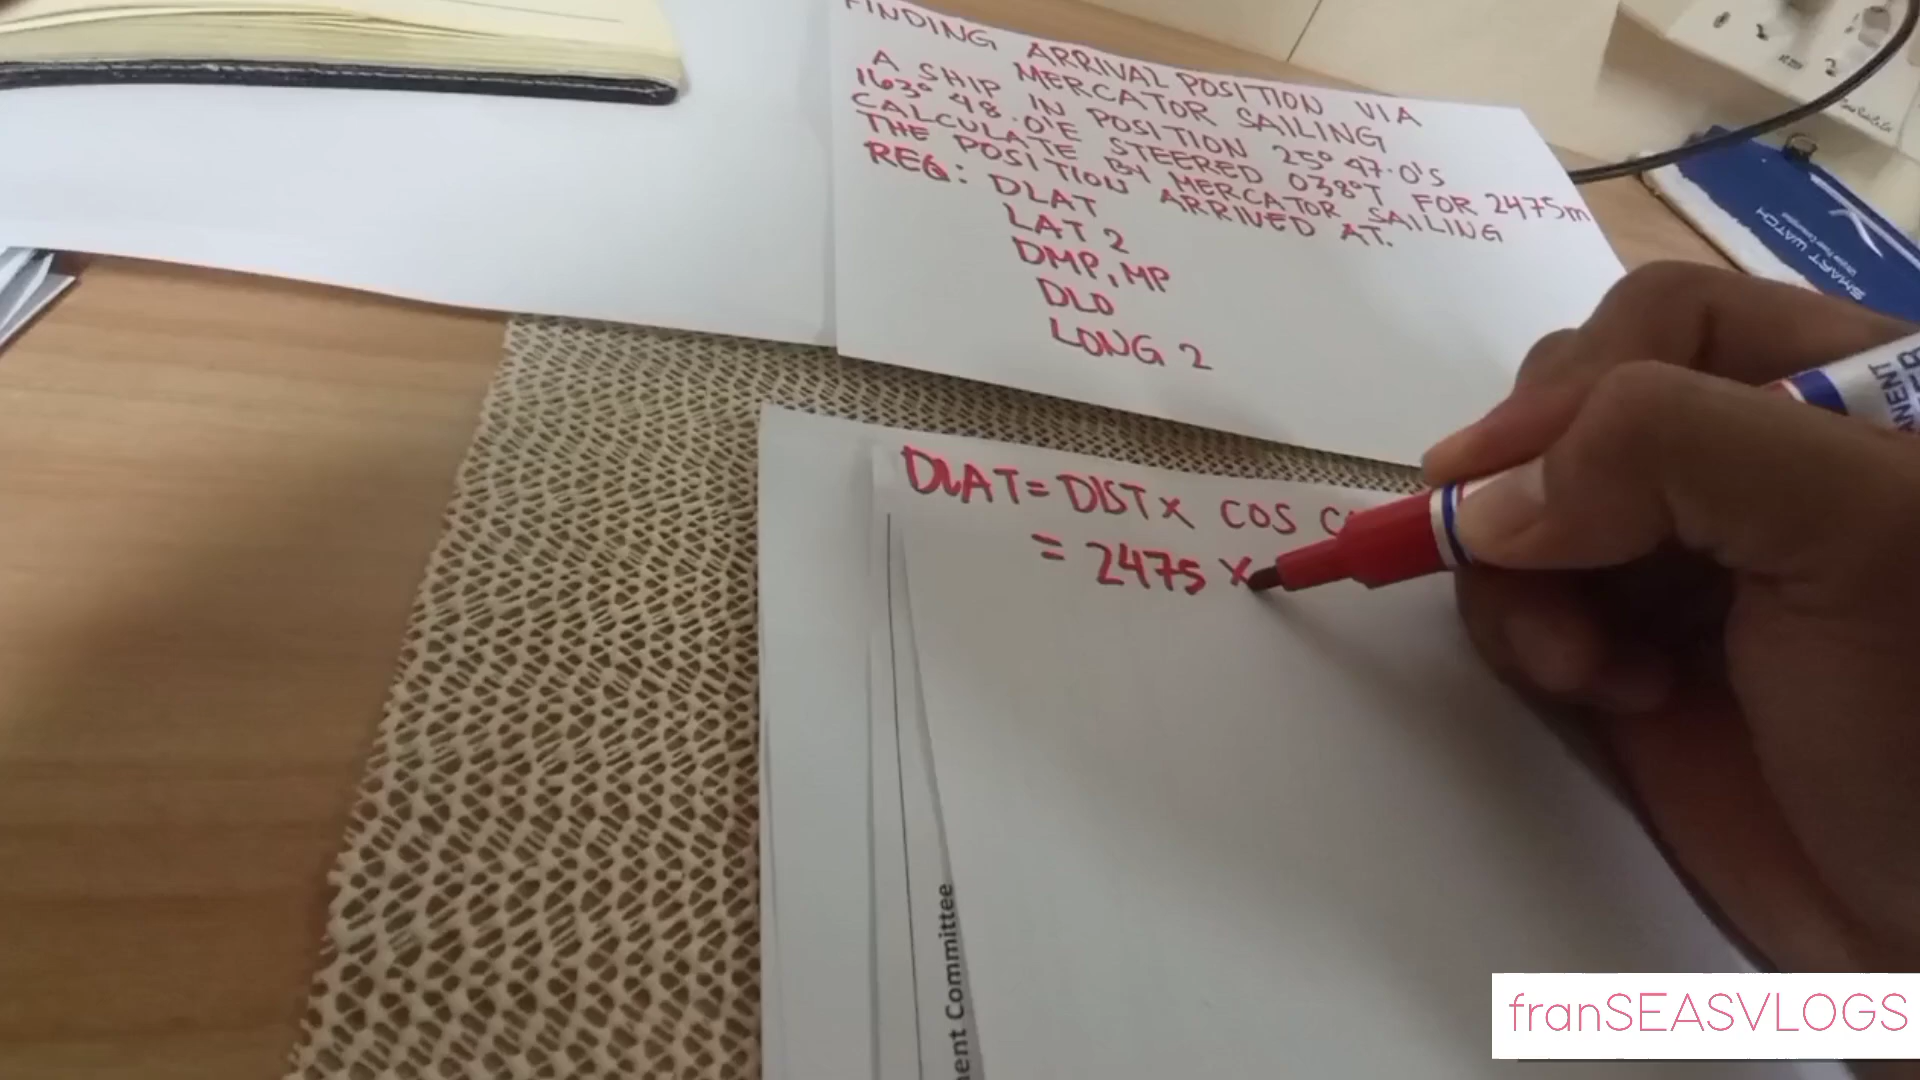 FINDING ARRIVAL POSITION VIA
MERCATOR SAILING
A SHIP IN POSITION 25° 47.0'S
163° 48.0'E STEERED 038°T FOR 2475m
CALCULATE BY MERCATOR SAILING
THE POSITION ARRIVED AT.
REQ: DLAT
LAT 2
DMP, MP
DLO
LONG 2
DLAT = DIST x COS
= 2475 x
SMART WATCH
ment Committee
franSEASVLOGS